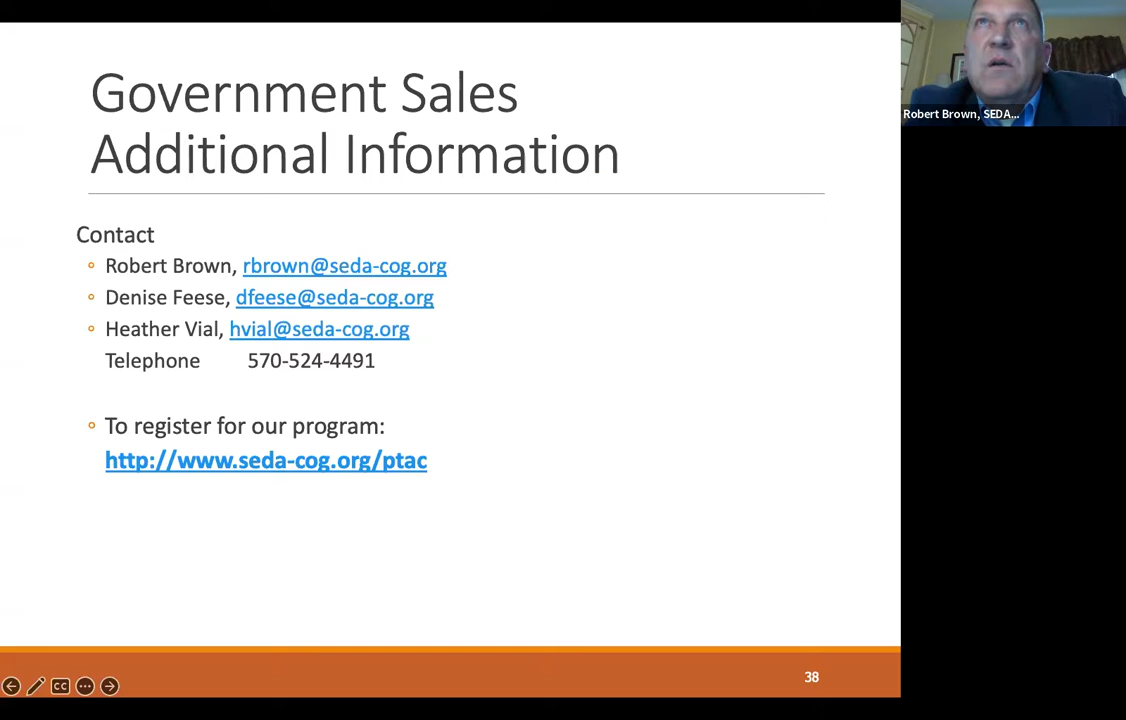 Government Sales
Additional Information
Contact
Robert Brown, rbrown@seda-cog.org
Denise Feese, dfeese@seda-cog.org
Heather Vial, hvial@seda-cog.org
Telephone 570-524-4491
To register for our program:
http://www.seda-cog.org/ptac
38
CC
Robert Brown, SEDA...